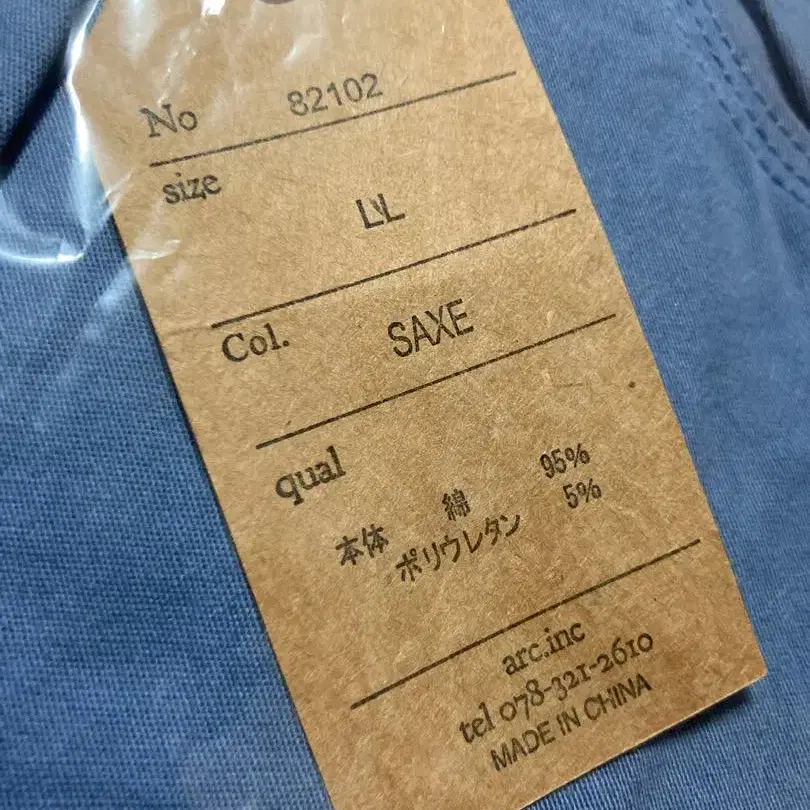 No 82102
size
LL
Col. SAXE
qual
本体 綿 95%
ポリウレタン 5%
arc.inc
tel 078-321-2610
MADE IN CHINA